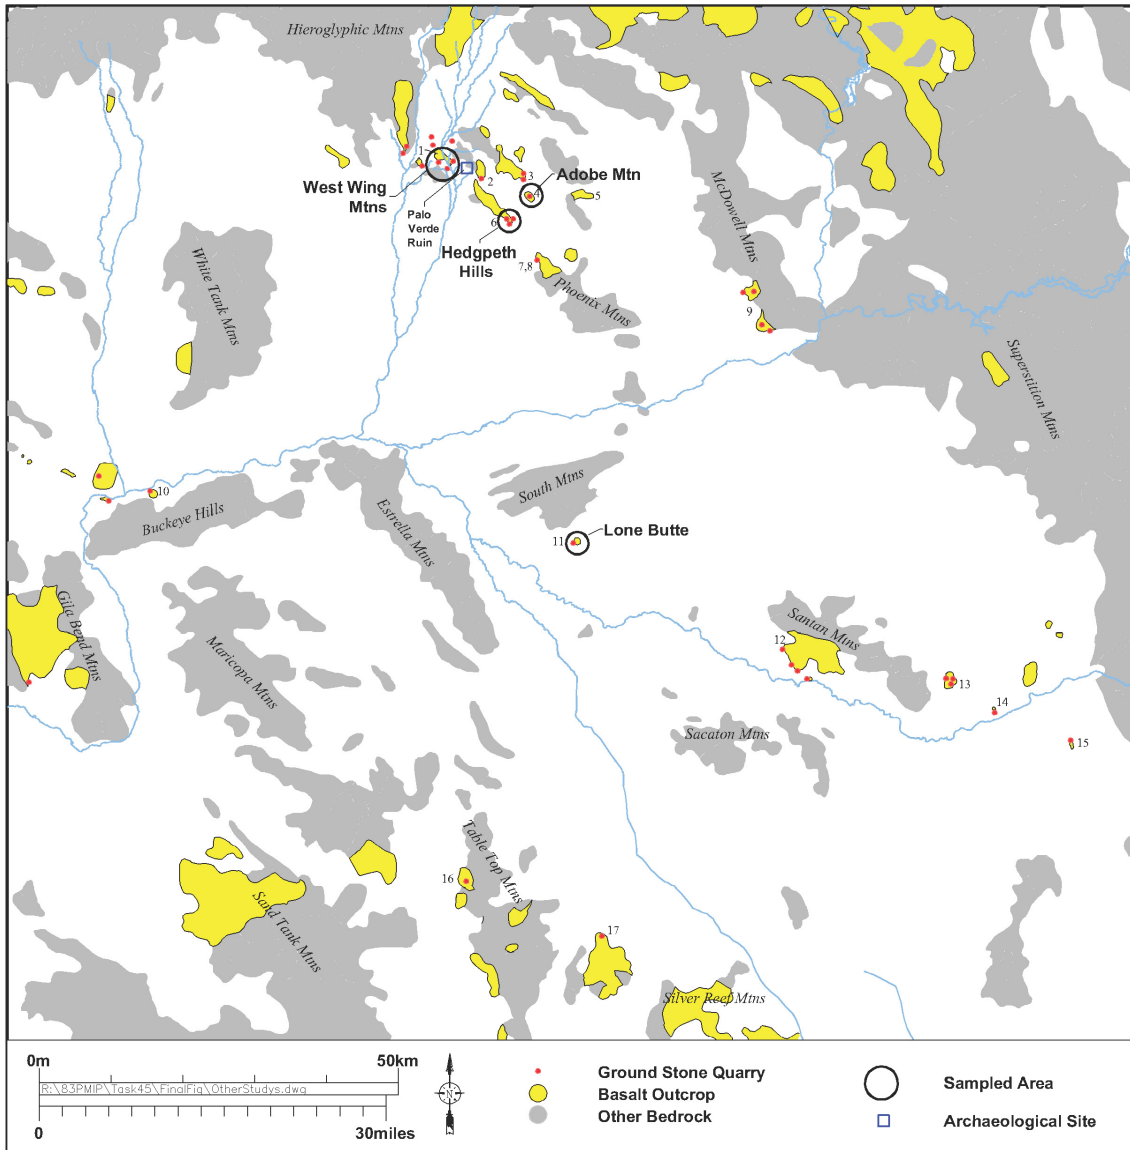 Hieroglyphic Mtns
1
West Wing
Mtns
Palo
Verde
Ruin
2
3
Adobe Mtn
4
5
6
Hedgpeth
Hills
7,8
Phoenix Mtns
McDowell Mtns
9
White Tank Mtns
Superstition Mtns
10
Buckeye Hills
Estrella Mtns
South Mtns
11
Lone Butte
Gila Bend Mtns
Maricopa Mtns
12
Santan Mtns
13
14
15
Sacaton Mtns
Table Top Mtns
16
17
Sand Tank Mtns
Silver Reef Mtns
0m
50km
R:\83PMIP\Task45\FinalFig\OtherStudys.dwg
0
30miles
N
Ground Stone Quarry
Basalt Outcrop
Other Bedrock
Sampled Area
Archaeological Site